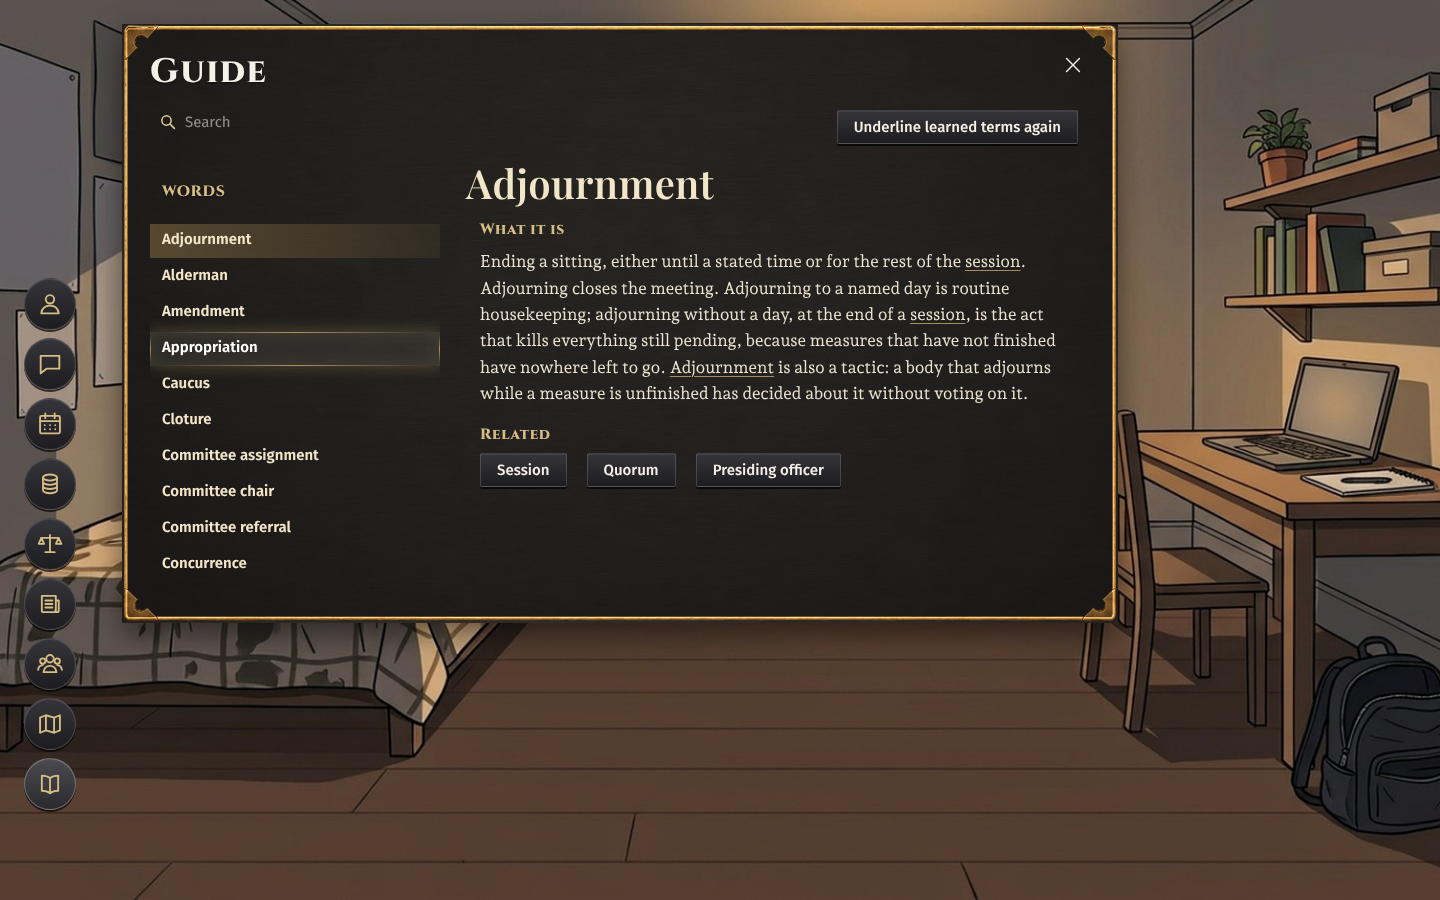 Guide
Search
Underline learned terms again
Words
Adjournment
Alderman
Amendment
Appropriation
Caucus
Cloture
Committee assignment
Committee chair
Committee referral
Concurrence
Adjournment
What it is
Ending a sitting, either until a stated time or for the rest of the session.
Adjourning closes the meeting. Adjourning to a named day is routine
housekeeping; adjourning without a day, at the end of a session, is the act
that kills everything still pending, because measures that have not finished
have nowhere left to go. Adjournment is also a tactic: a body that adjourns
while a measure is unfinished has decided about it without voting on it.
Related
Session Quorum Presiding officer